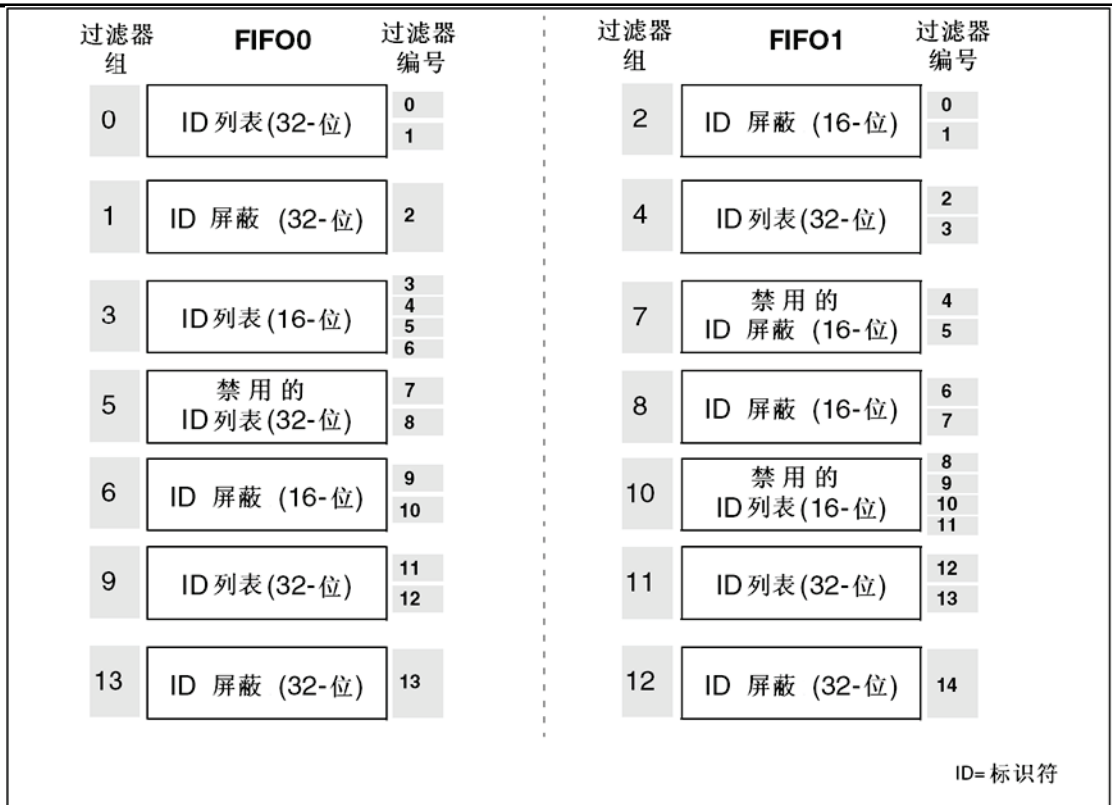 过滤器组 FIFO0 过滤器编号
0 ID列表(32-位) 0 1
1 ID 屏蔽 (32-位) 2
3 ID列表(16-位) 3 4 5 6
5 禁用的 ID列表(32-位) 7 8
6 ID 屏蔽 (16-位) 9 10
9 ID列表(32-位) 11 12
13 ID 屏蔽 (32-位) 13
过滤器组 FIFO1 过滤器编号
2 ID 屏蔽 (16-位) 0 1
4 ID列表(32-位) 2 3
7 禁用的 ID 屏蔽 (16-位) 4 5
8 ID 屏蔽 (16-位) 6 7
10 禁用的 ID列表(16-位) 8 9 10 11
11 ID列表(32-位) 12 13
12 ID 屏蔽 (32-位) 14
ID=标识符